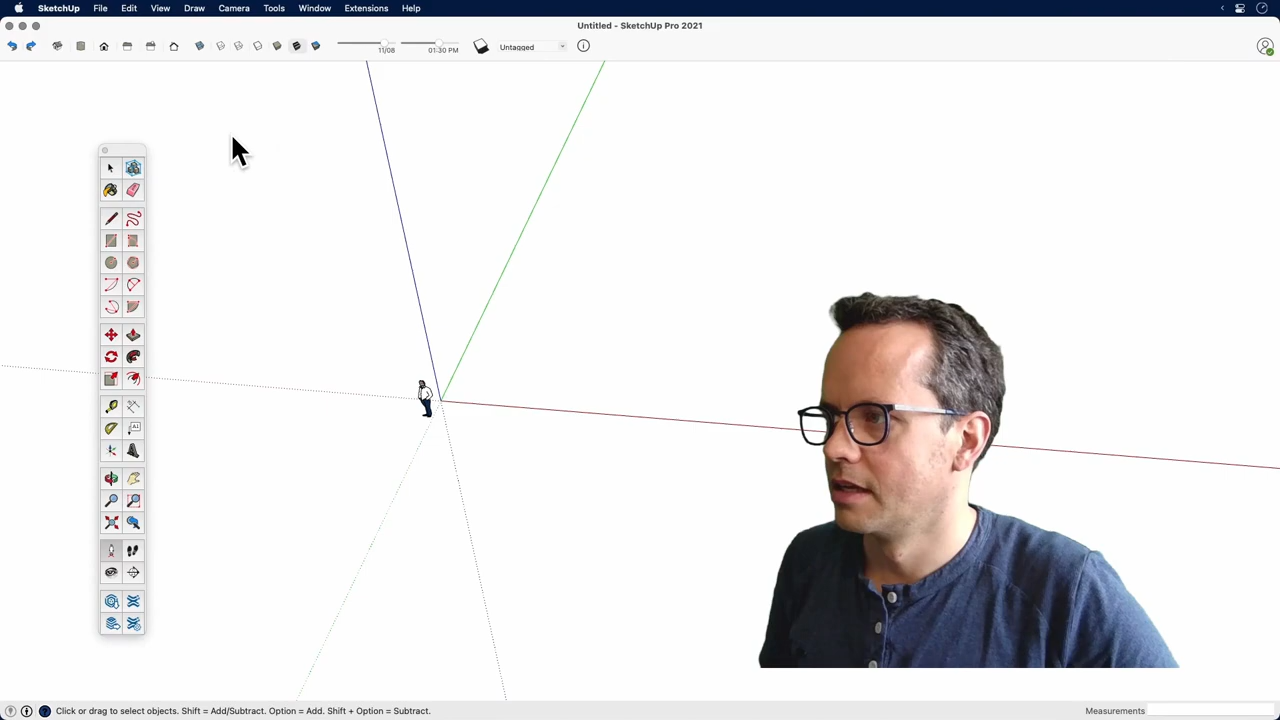 SketchUp File Edit View Draw Camera Tools Window Extensions Help
Untitled - SketchUp Pro 2021
11/08 01:30 PM Untagged
A1
Click or drag to select objects. Shift = Add/Subtract. Option = Add. Shift + Option = Subtract. Measurements